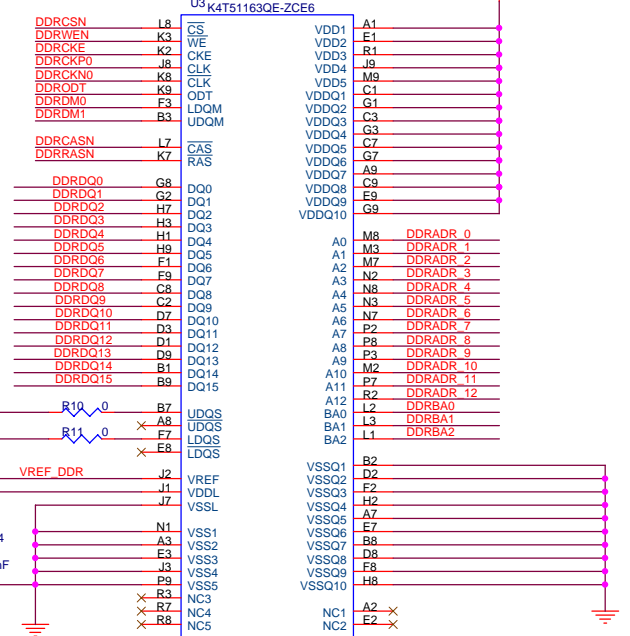 U3 K4T51163QE-ZCE6
DDRCSN L8 CS VDD1 A1
DDRWEN K3 WE VDD2 E1
DDRCKE K2 CKE VDD3 R1
DDRCKP0 J8 CLK VDD4 J9
DDRCKN0 K8 CLK VDD5 M9
DDRODT K9 ODT VDDQ1 C1
DDRDM0 F3 LDQM VDDQ2 G1
DDRDM1 B3 UDQM VDDQ3 C3
VDDQ4 G3
DDRCASN L7 CAS VDDQ5 C7
DDRRASN K7 RAS VDDQ6 G7
VDDQ7 A9
DDRDQ0 G8 DQ0 VDDQ8 C9
DDRDQ1 G2 DQ1 VDDQ9 E9
DDRDQ2 H7 DQ2 VDDQ10 G9
DDRDQ3 H3 DQ3
DDRDQ4 H1 DQ4 A0 M8 DDRADR_0
DDRDQ5 H9 DQ5 A1 M3 DDRADR_1
DDRDQ6 F1 DQ6 A2 M7 DDRADR_2
DDRDQ7 F9 DQ7 A3 N2 DDRADR_3
DDRDQ8 C8 DQ8 A4 N8 DDRADR_4
DDRDQ9 C2 DQ9 A5 N3 DDRADR_5
DDRDQ10 D7 DQ10 A6 N7 DDRADR_6
DDRDQ11 D3 DQ11 A7 P2 DDRADR_7
DDRDQ12 D1 DQ12 A8 P8 DDRADR_8
DDRDQ13 D9 DQ13 A9 P3 DDRADR_9
DDRDQ14 B1 DQ14 A10 M2 DDRADR_10
DDRDQ15 B9 DQ15 A11 P7 DDRADR_11
A12 R2 DDRADR_12
R10 0 B7 UDQS BA0 L2 DDRBA0
A8 UDQS BA1 L3 DDRBA1
R11 0 F7 LDQS BA2 L1 DDRBA2
E8 LDQS
VSSQ1 B2
VREF_DDR J2 VREF VSSQ2 D2
J1 VDDL VSSQ3 F2
J7 VSSL VSSQ4 H2
VSSQ5 A7
N1 VSS1 VSSQ6 E7
4 A3 VSS2 VSSQ7 B8
E3 VSS3 VSSQ8 D8
nF J3 VSS4 VSSQ9 F8
P9 VSS5 VSSQ10 H8
R3 NC3
R7 NC4 NC1 A2
R8 NC5 NC2 E2